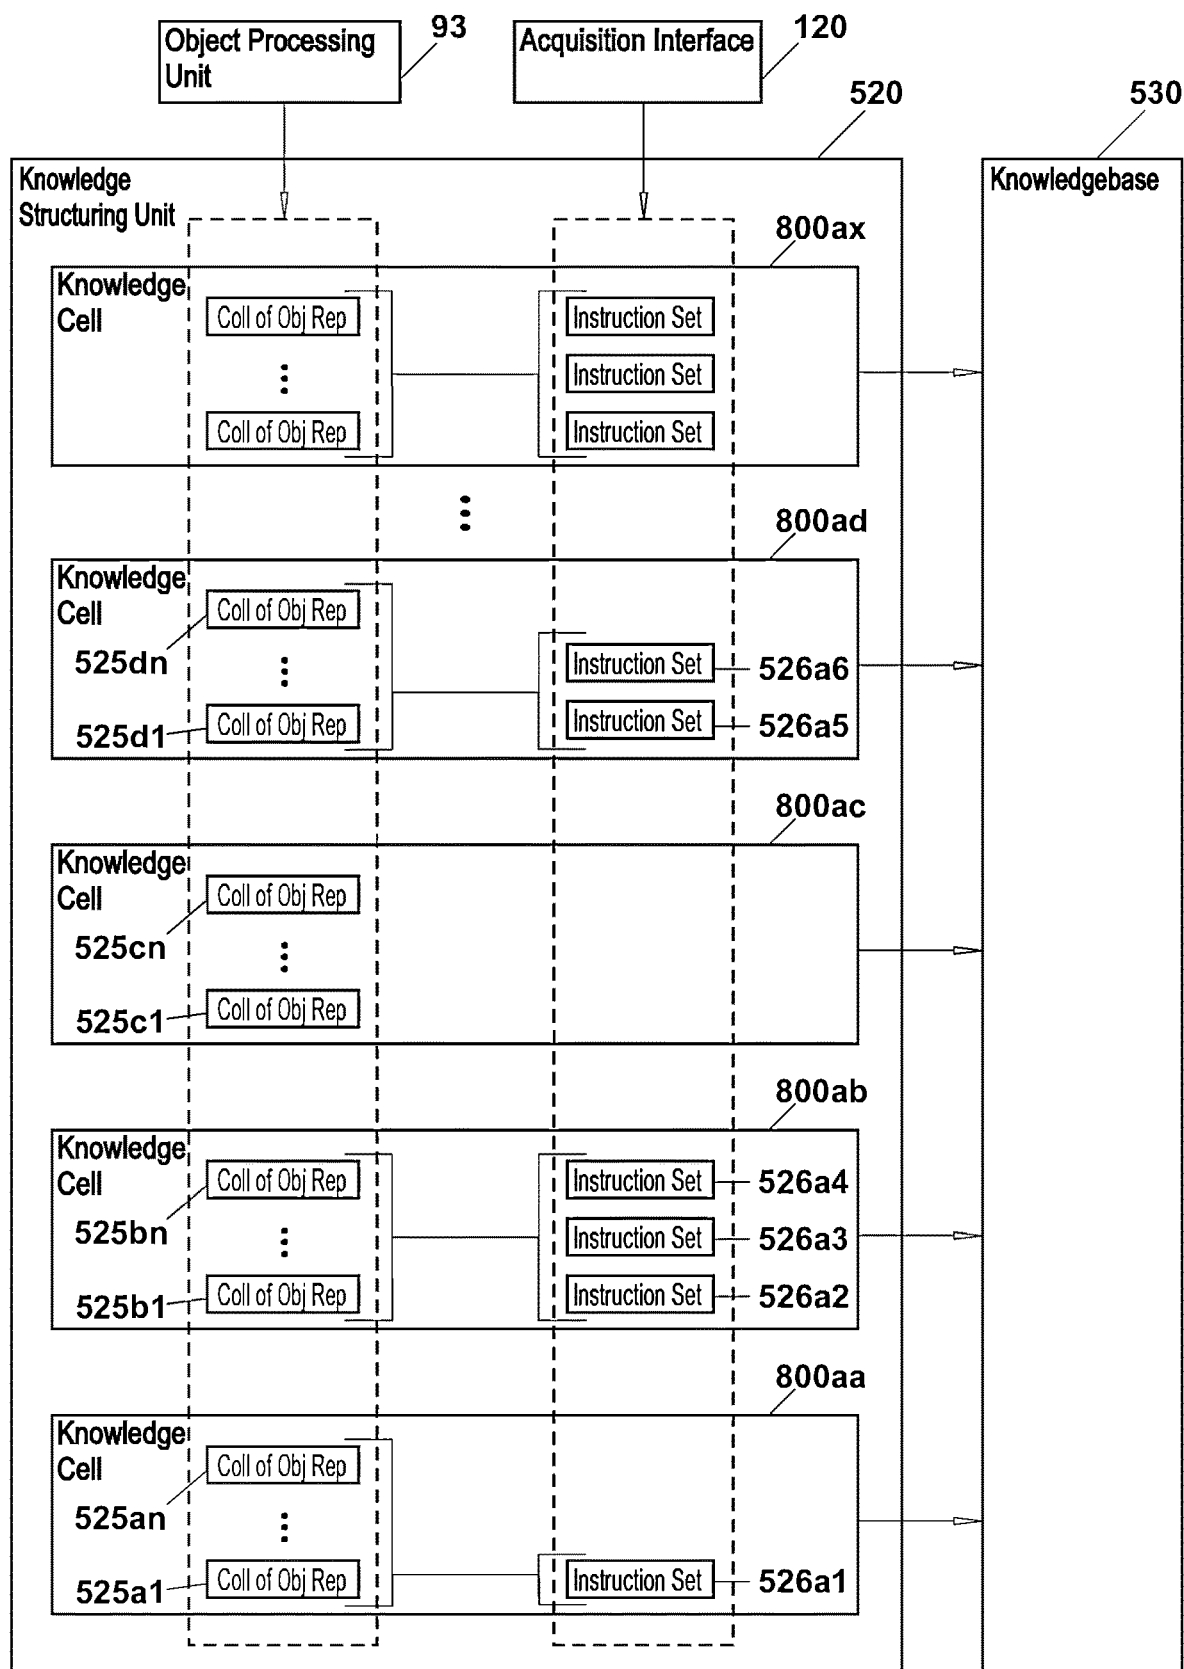 Object Processing
Unit
93
Acquisition Interface
120
520
530
Knowledge
Structuring Unit
Knowledgebase
800ax
Knowledge
Cell
Coll of Obj Rep
Instruction Set
Instruction Set
Coll of Obj Rep
Instruction Set
800ad
Knowledge
Cell
Coll of Obj Rep
525dn
Instruction Set
526a6
525d1
Coll of Obj Rep
Instruction Set
526a5
800ac
Knowledge
Cell
Coll of Obj Rep
525cn
525c1
Coll of Obj Rep
800ab
Knowledge
Cell
Coll of Obj Rep
Instruction Set
526a4
525bn
Instruction Set
526a3
525b1
Coll of Obj Rep
Instruction Set
526a2
800aa
Knowledge
Cell
Coll of Obj Rep
525an
525a1
Coll of Obj Rep
Instruction Set
526a1